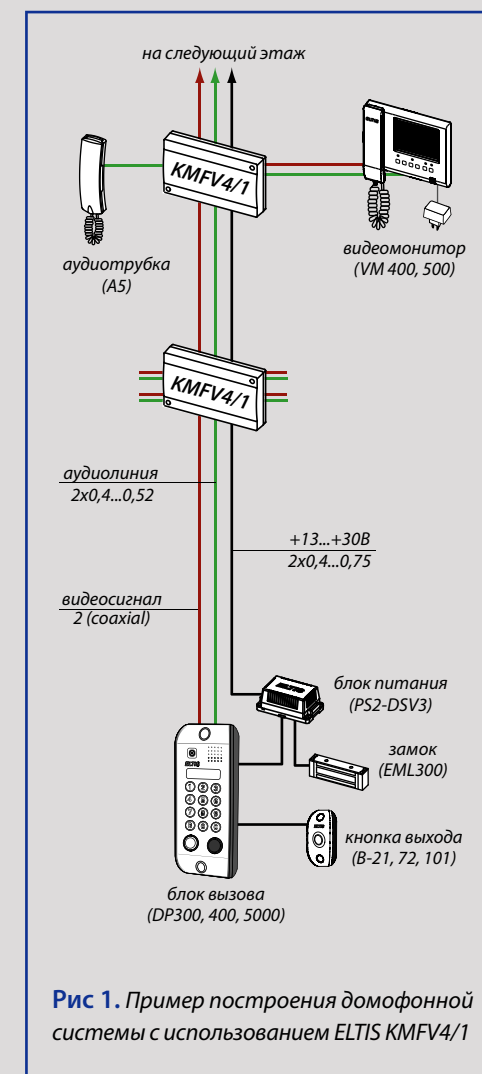 на следующий этаж
KMFV4/1
ELTIS
аудиотрубка
(A5)
видеомонитор
(VM 400, 500)
KMFV4/1
аудиолиния
2x0,4...0,52
+13...+30В
2x0,4...0,75
видеосигнал
2 (coaxial)
блок питания
(PS2-DSV3)
замок
(EML300)
ELTIS
кнопка выхода
(B-21, 72, 101)
блок вызова
(DP300, 400, 5000)
Рис 1. Пример построения домофонной
системы с использованием ELTIS KMFV4/1